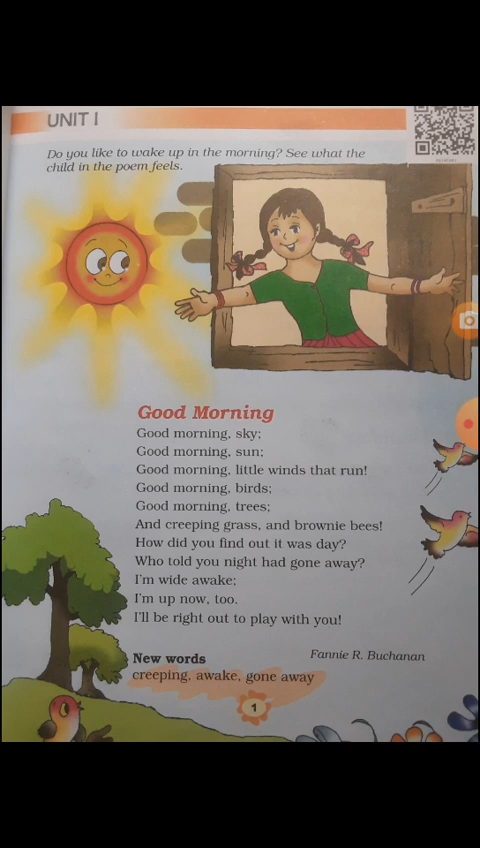 UNIT I
Do you like to wake up in the morning? See what the
child in the poem feels.
Good Morning
Good morning, sky;
Good morning, sun;
Good morning, little winds that run!
Good morning, birds;
Good morning, trees;
And creeping grass, and brownie bees!
How did you find out it was day?
Who told you night had gone away?
I'm wide awake;
I'm up now, too.
I'll be right out to play with you!
Fannie R. Buchanan
New words
creeping, awake, gone away
1